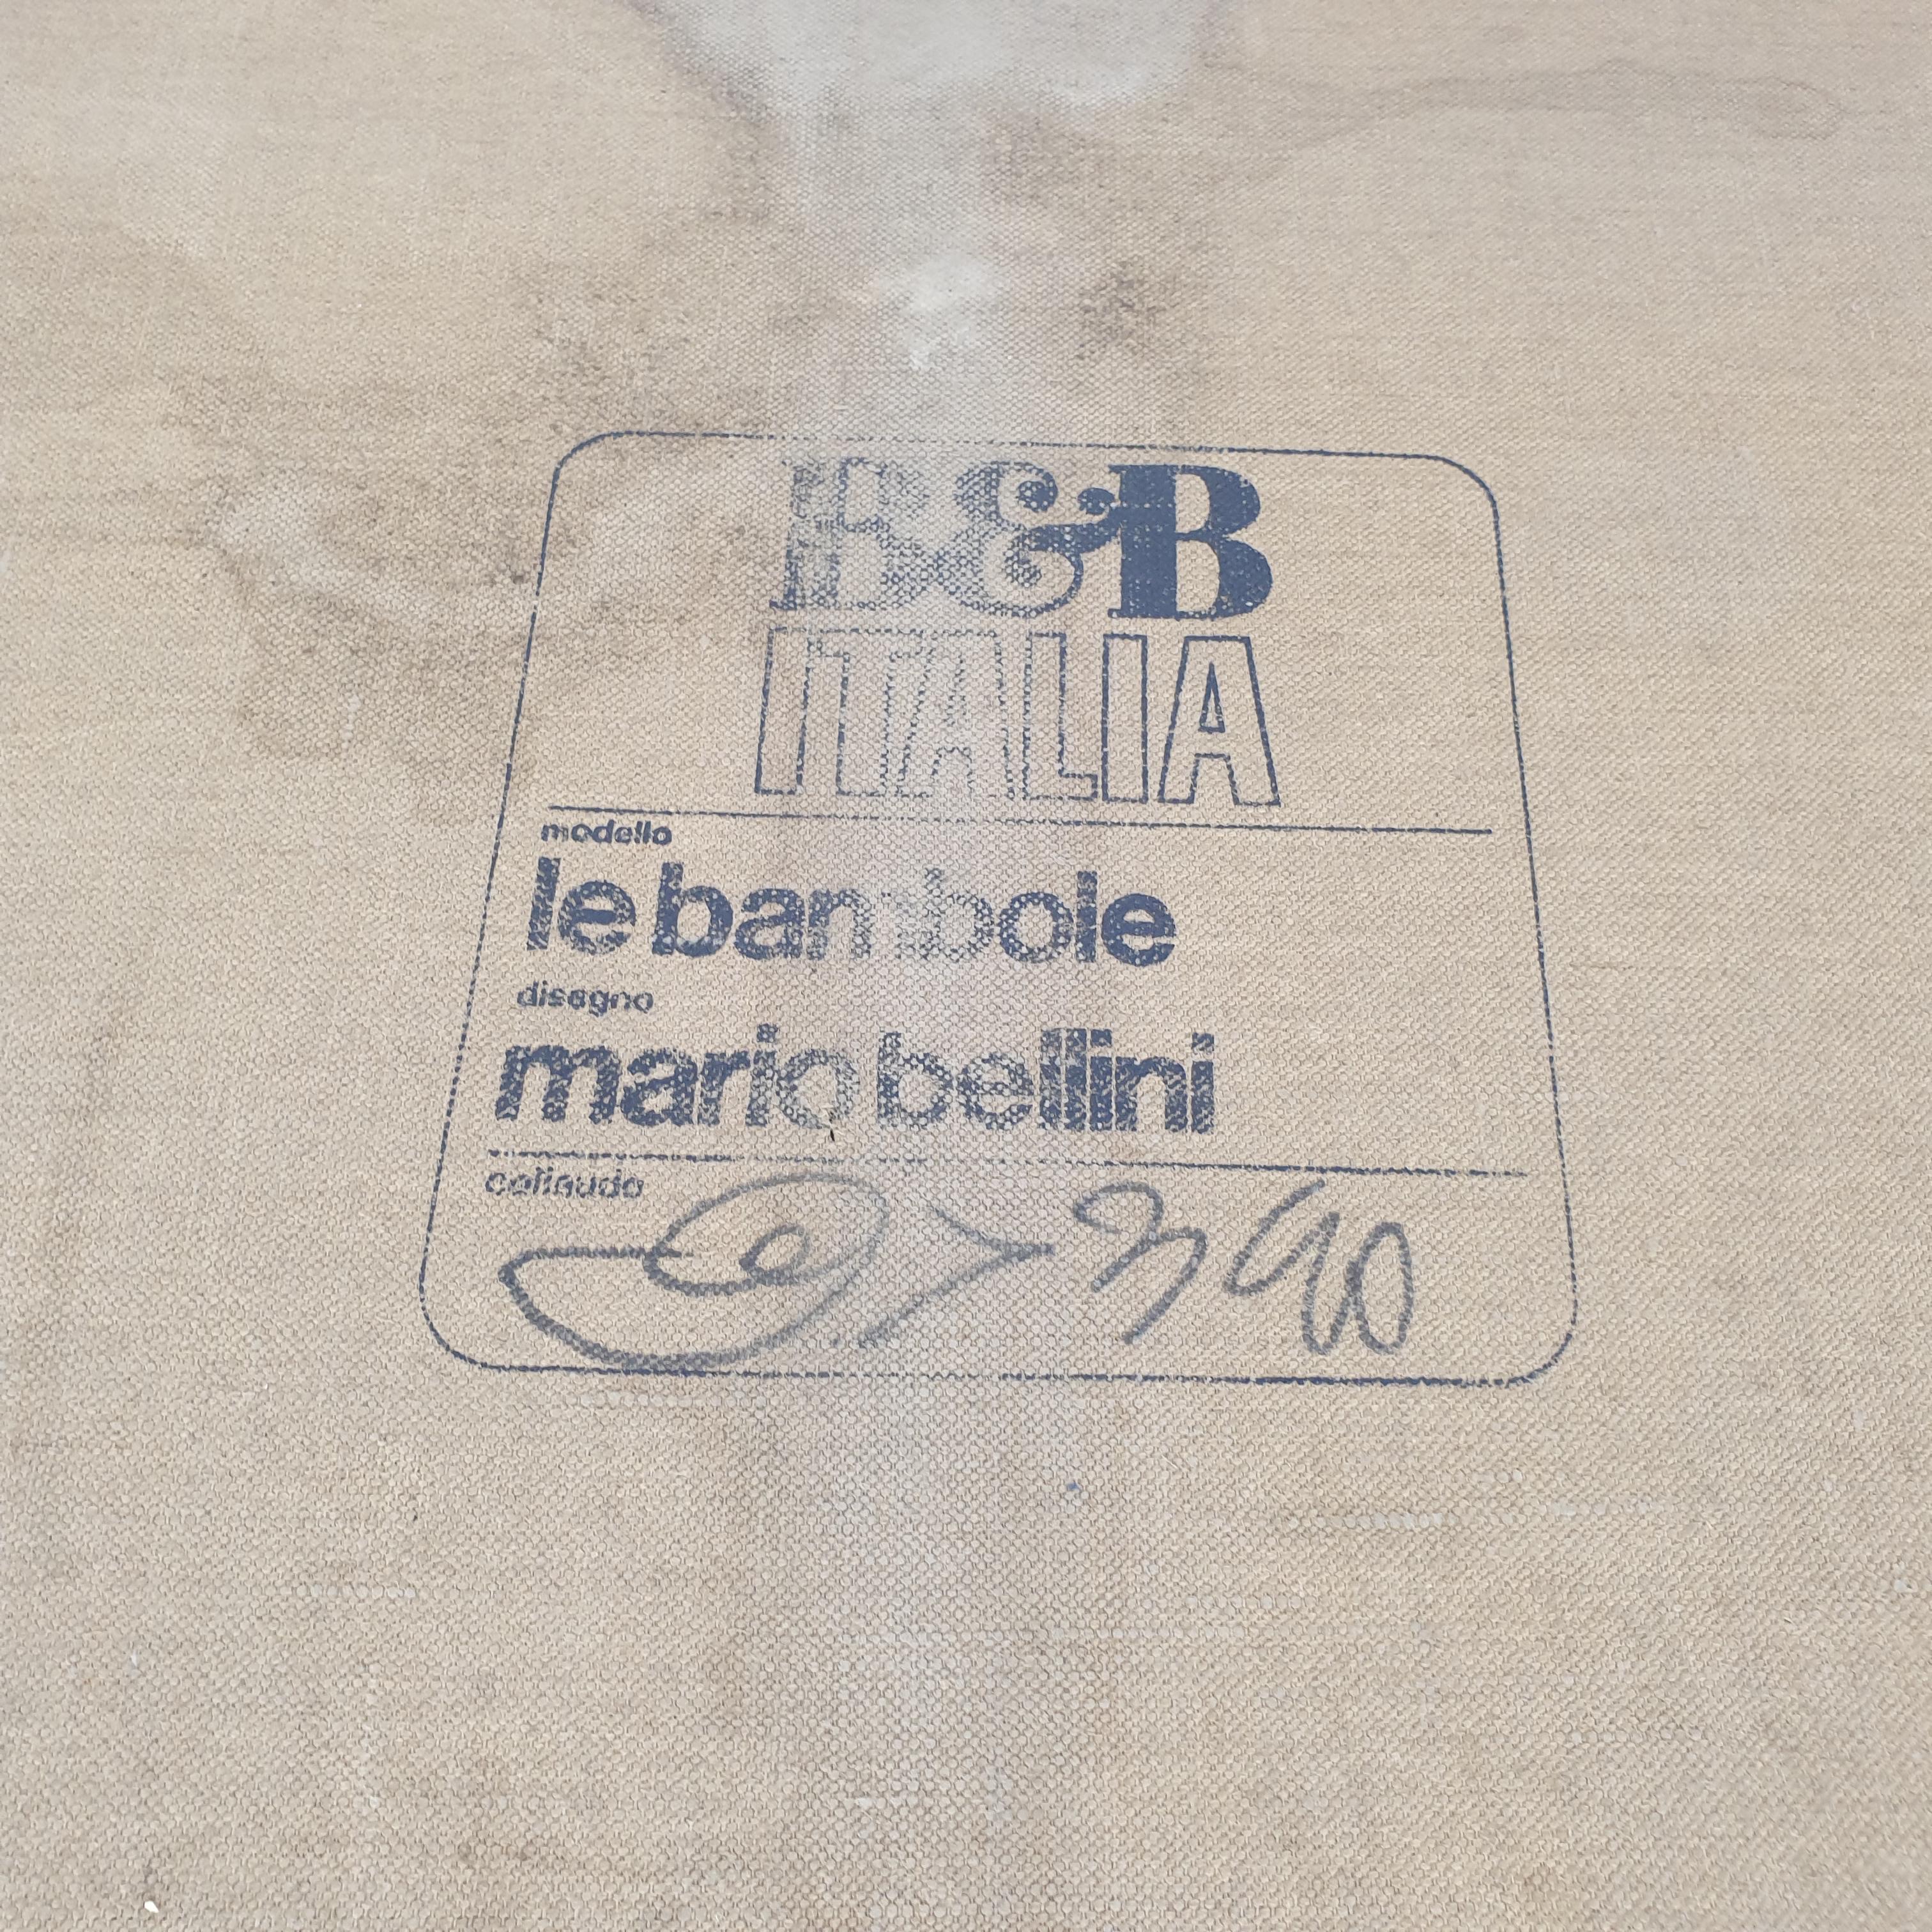 B&B
ITALIA
modello
le bambole
disegno
mario bellini
collaudo